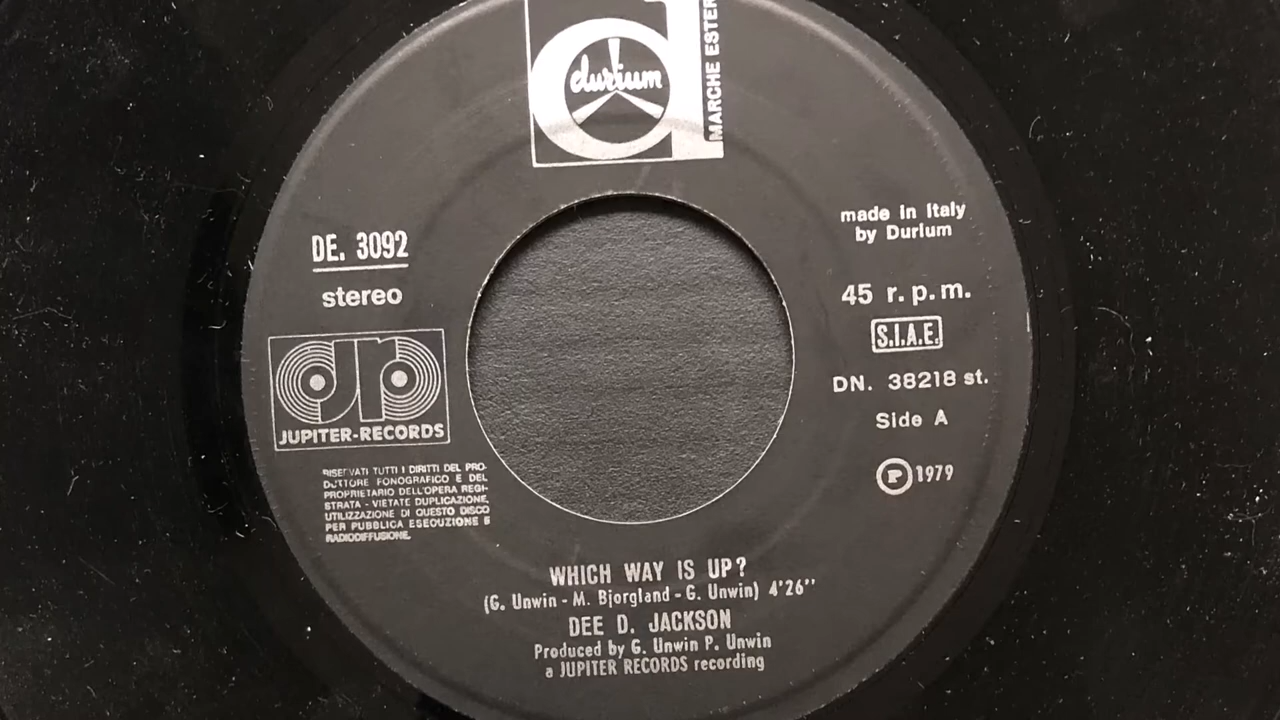 durium
MARCHE ESTER
DE. 3092
stereo
JUPITER-RECORDS
RISERVATI TUTTI I DIRITTI DEL PRO-
DUTTORE FONOGRAFICO E DEL
PROPRIETARIO DELL'OPERA REGI-
STRATA - VIETATE DUPLICAZIONE,
UTILIZZAZIONE DI QUESTO DISCO
PER PUBBLICA ESECUZIONE E
RADIODIFFUSIONE.
made in Italy
by Durium
45 r.p.m.
S.I.A.E.
DN. 38218 st.
Side A
℗ 1979
WHICH WAY IS UP?
(G. Unwin - M. Bjorgland - G. Unwin) 4'26''
DEE D. JACKSON
Produced by G. Unwin P. Unwin
a JUPITER RECORDS recording